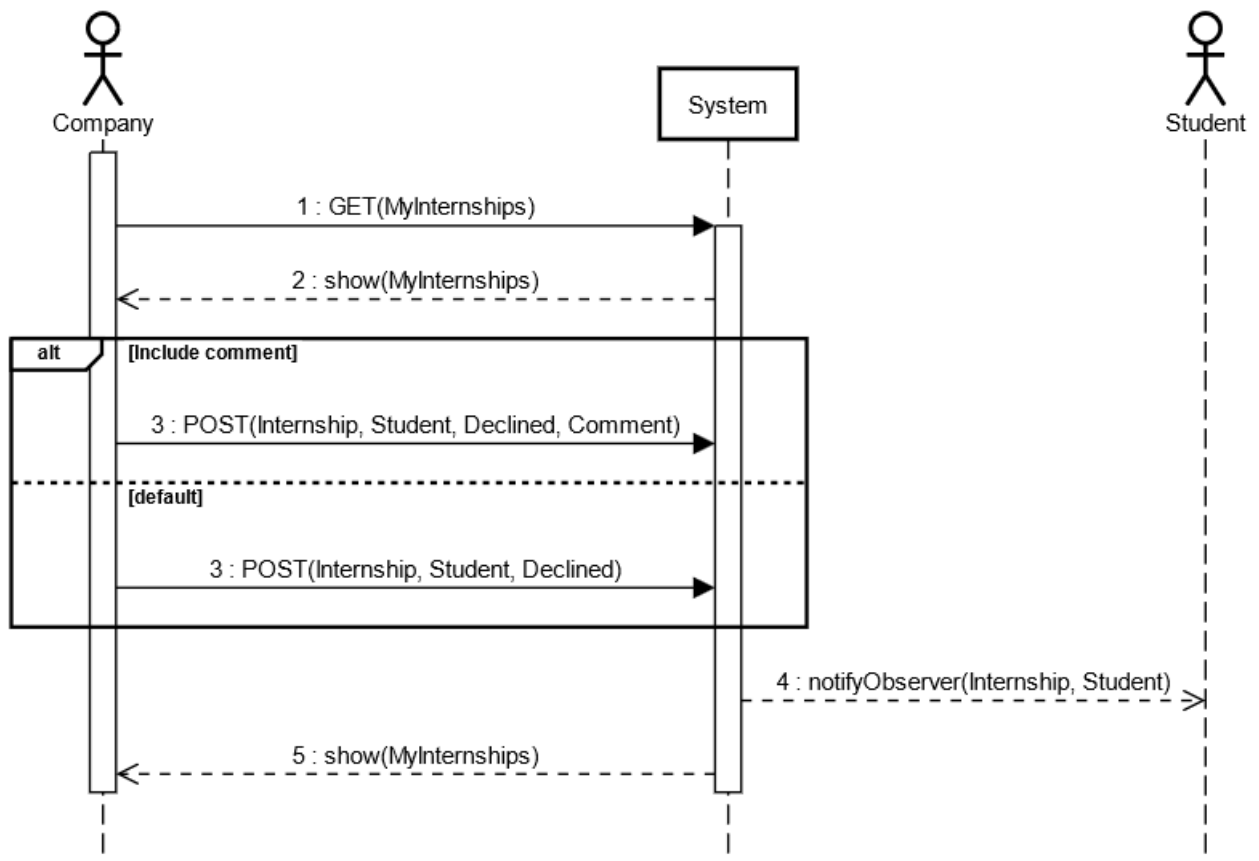 Company
System
Student
1 : GET(MyInternships)
2 : show(MyInternships)
alt
[Include comment]
3 : POST(Internship, Student, Declined, Comment)
[default]
3 : POST(Internship, Student, Declined)
4 : notifyObserver(Internship, Student)
5 : show(MyInternships)